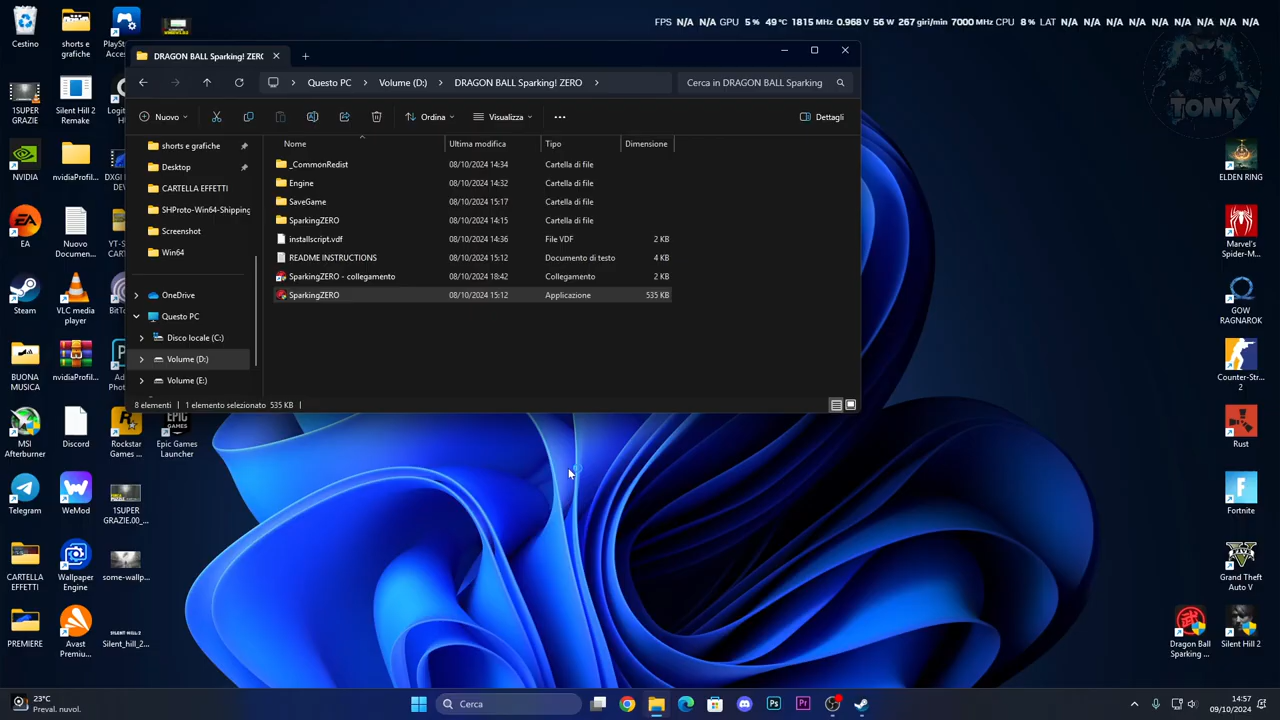 FPS N/A N/A GPU 5 % 49 °C 1815 MHz 0.968 V 56 W 267 giri/min 7000 MHz CPU 8 % LAT N/A N/A N/A N/A N/A N/A N/A N/A
Cestino
shorts e grafiche
PlaySt... Acces...
1SUPER GRAZIE
Silent Hill 2 Remake
NVIDIA
nvidiaProfil...
EA
Nuovo Documen...
Steam
VLC media player
BUONA MUSICA
nvidiaProfil...
MSI Afterburner
Discord
Rockstar Games ...
Epic Games Launcher
Telegram
WeMod
1SUPER GRAZIE.00_...
CARTELLA EFFETTI
Wallpaper Engine
some-wallp...
PREMIERE
Avast Premiu...
SILENT HILL 2
Silent_hill_2...
DRAGON BALL Sparking! ZERO
Questo PC > Volume (D:) > DRAGON BALL Sparking! ZERO >
Cerca in DRAGON BALL Sparking
Nuovo
Ordina
Visualizza
Dettagli
shorts e grafiche
Desktop
CARTELLA EFFETTI
SHProto-Win64-Shipping
Screenshot
Win64
OneDrive
Questo PC
Disco locale (C:)
Volume (D:)
Volume (E:)
Nome Ultima modifica Tipo Dimensione
_CommonRedist 08/10/2024 14:34 Cartella di file
Engine 08/10/2024 14:32 Cartella di file
SaveGame 08/10/2024 15:17 Cartella di file
SparkingZERO 08/10/2024 14:15 Cartella di file
installscript.vdf 08/10/2024 14:36 File VDF 2 KB
README INSTRUCTIONS 08/10/2024 15:12 Documento di testo 4 KB
SparkingZERO - collegamento 08/10/2024 18:42 Collegamento 2 KB
SparkingZERO 08/10/2024 15:12 Applicazione 535 KB
8 elementi | 1 elemento selezionato 535 KB |
TONY
ELDEN RING
Marvel's Spider-M...
GOW RAGNAROK
Counter-Str... 2
Rust
Fortnite
Grand Theft Auto V
Dragon Ball Sparking ...
Silent Hill 2
23°C
Prev. nuvol.
Cerca
14:57
09/10/2024